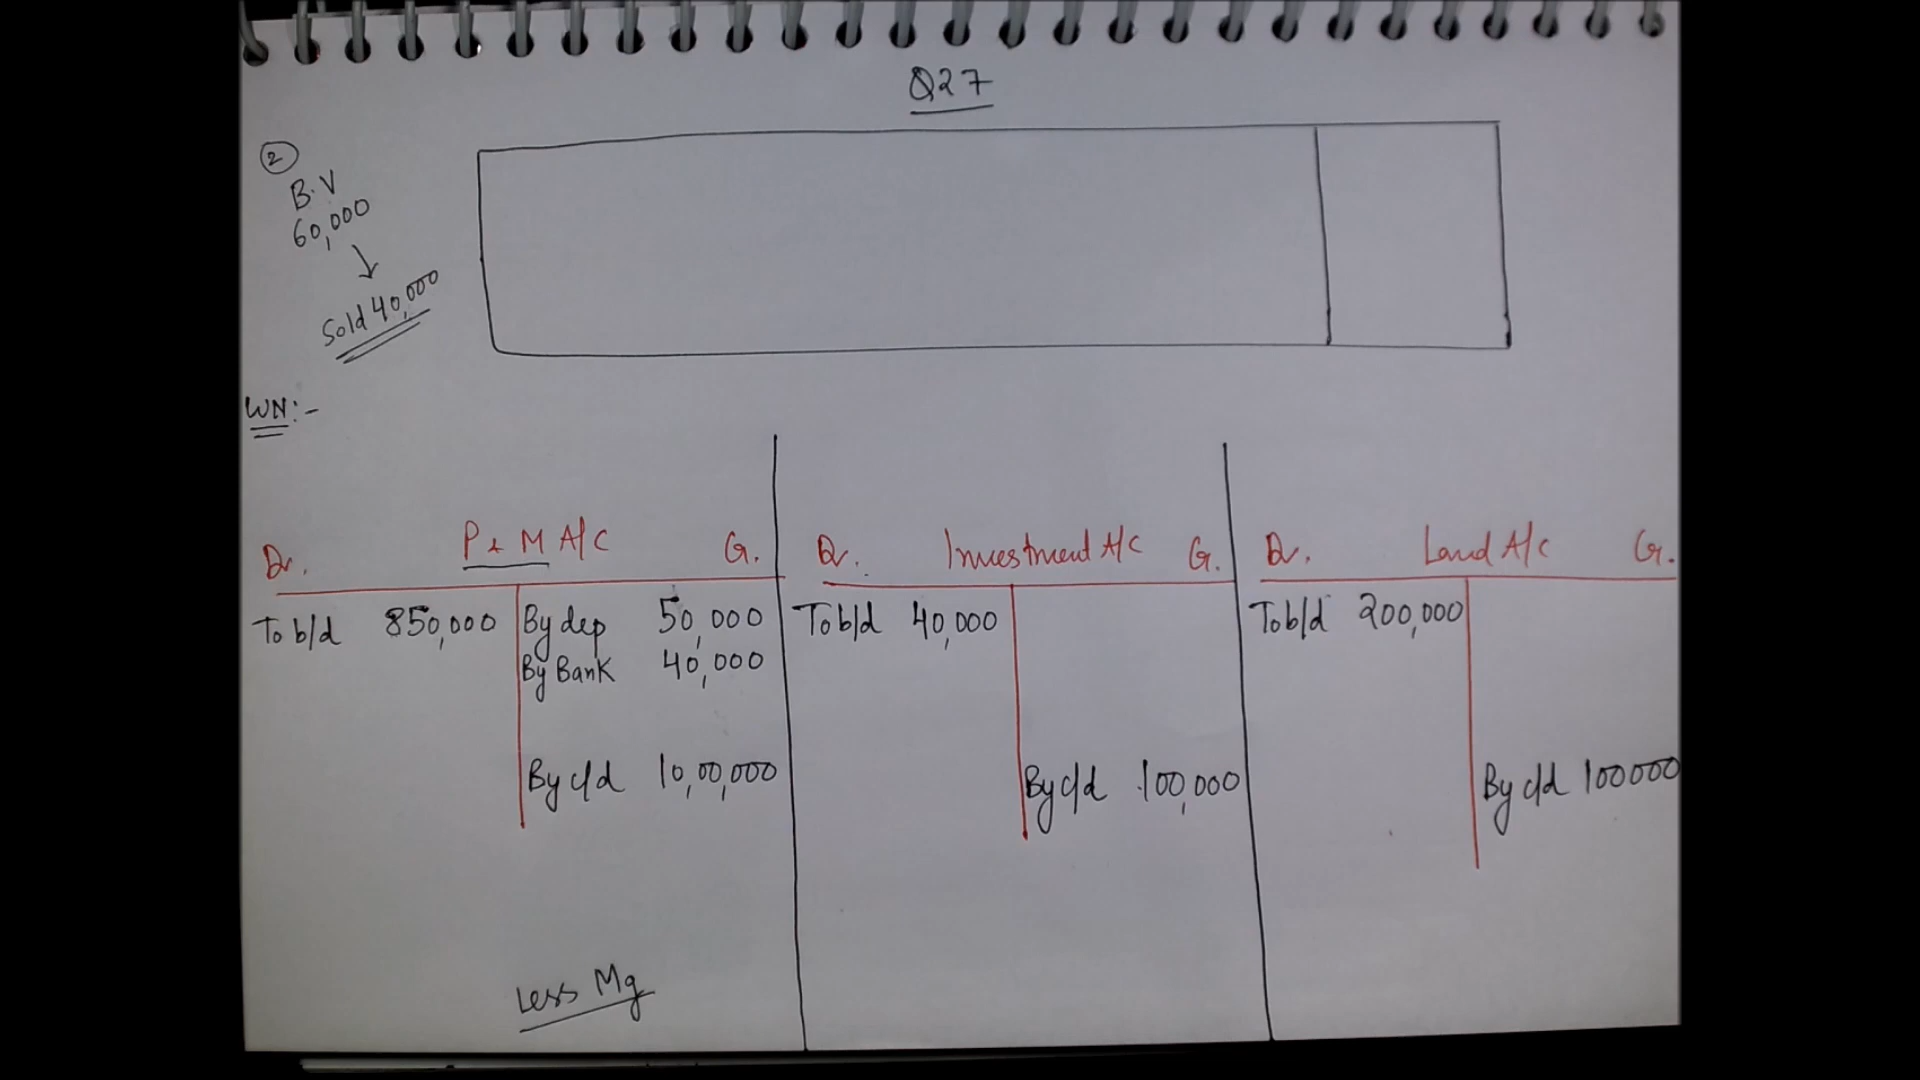 Q27
2
B.V
60,000
Sold 40,000
WN:-
Dr. P & M A/C Cr.
To b/d 850,000 By dep 50,000
By Bank 40,000
By c/d 10,00,000
Less Mg
Dr. Investment A/C Cr.
To b/d 40,000
By c/d 100,000
Dr. Land A/C Cr.
To b/d 200,000
By c/d 100000